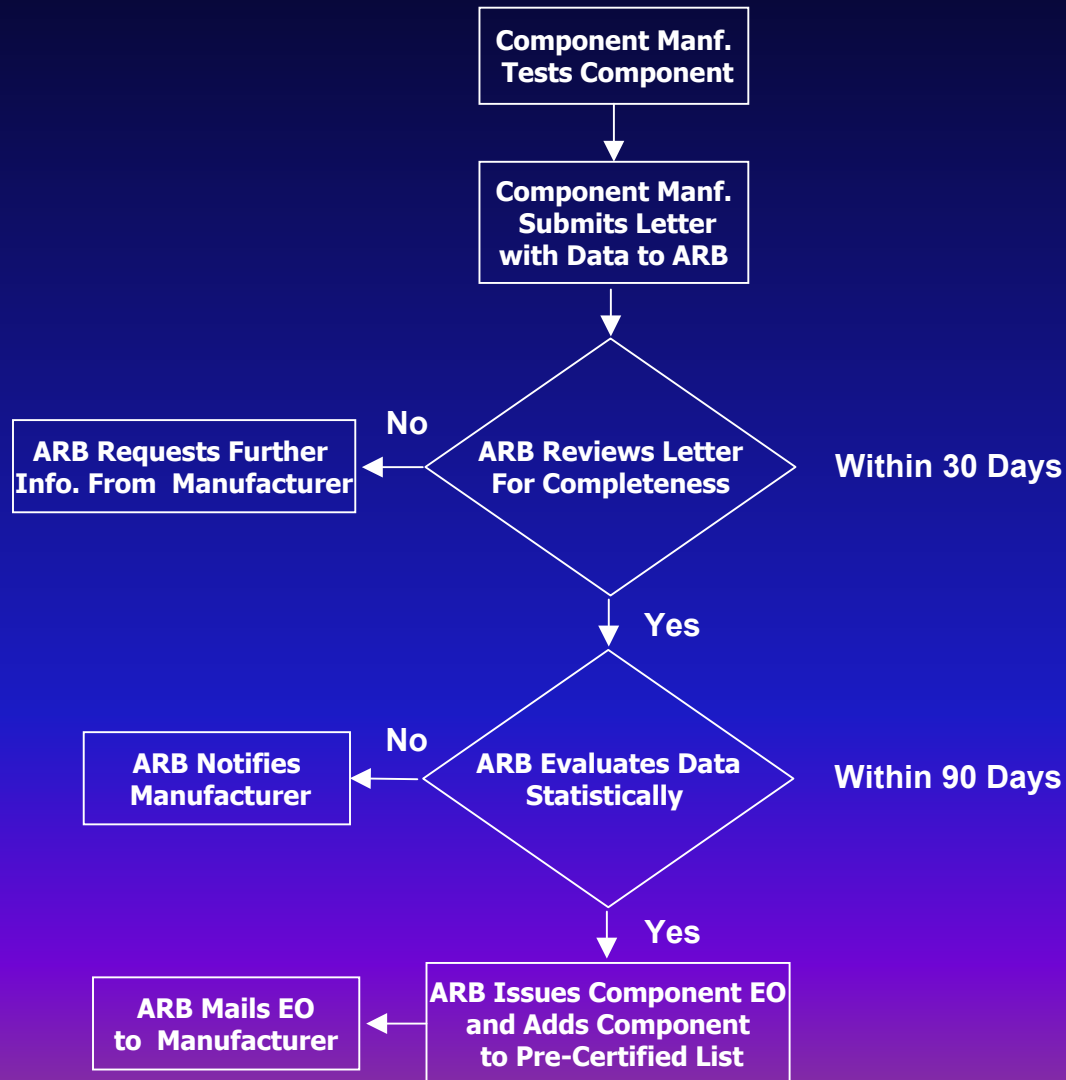 Component Manf.
Tests Component
Component Manf.
Submits Letter
with Data to ARB
No
ARB Requests Further
Info. From Manufacturer
ARB Reviews Letter
For Completeness
Within 30 Days
Yes
No
ARB Notifies
Manufacturer
ARB Evaluates Data
Statistically
Within 90 Days
Yes
ARB Mails EO
to Manufacturer
ARB Issues Component EO
and Adds Component
to Pre-Certified List